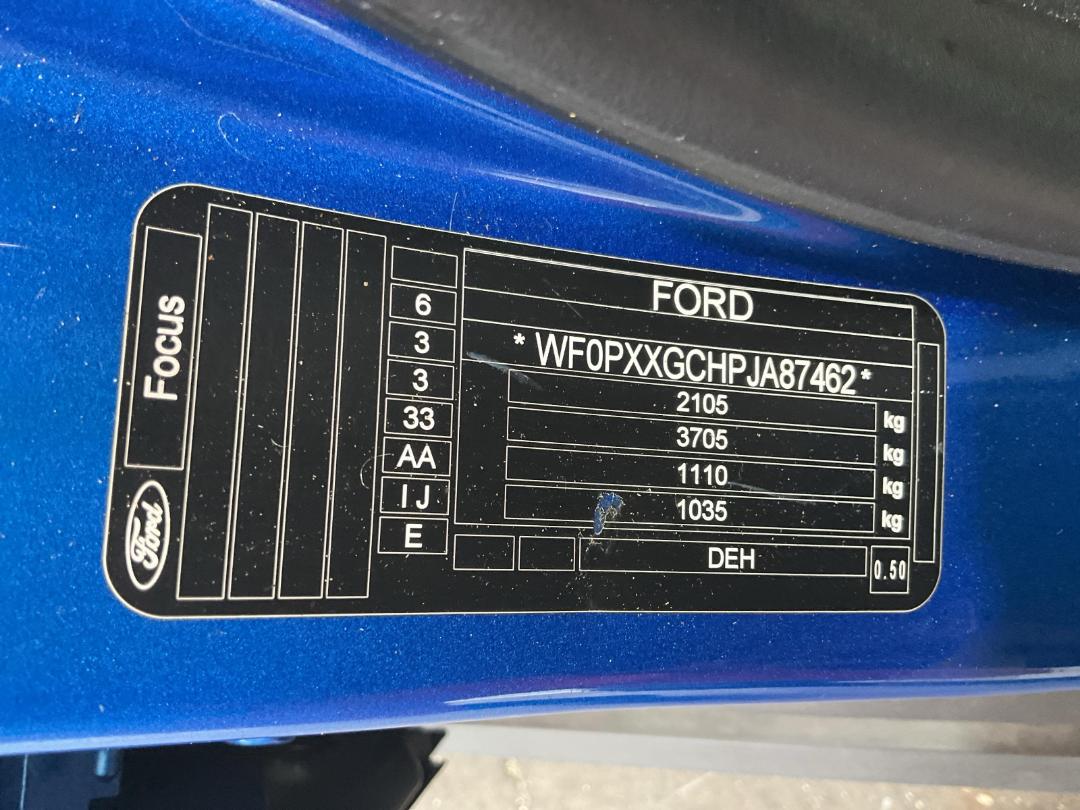 Focus
Ford
6
3
3
33
AA
IJ
E
FORD
*WF0PXXGCHPJA87462*
2105 kg
3705 kg
1110 kg
1035 kg
DEH
0.50